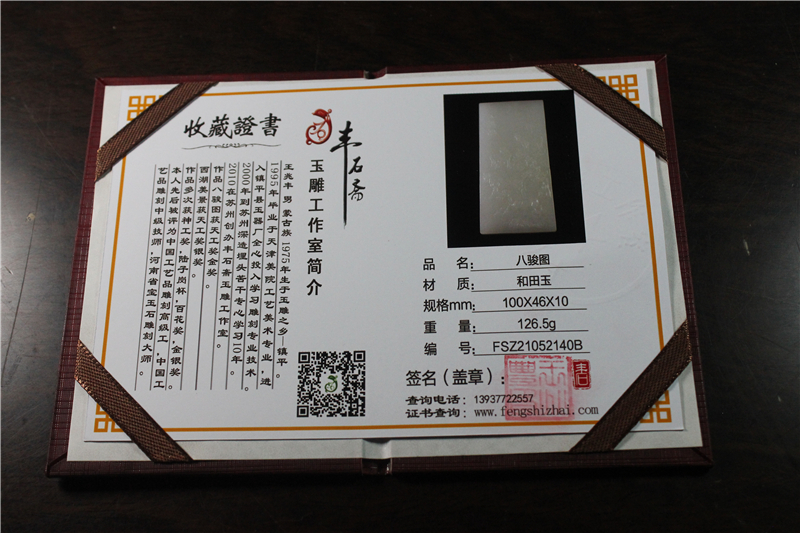 收藏證書
丰石斋
玉雕工作室简介
王兆丰 男 蒙古族 1975年生于玉雕之乡—镇平。
1995年毕业于天津美院工艺美术专业，进
入镇平县玉器厂全心投入学习雕刻专业技术。
2000年到苏州深造埋头苦干专心学习10年。
2010在苏州创办丰石斋玉雕工作室。
作品八骏图获天工奖金奖。
西湖美景获天工奖银奖。
作品多次获神工奖，陆子岗杯，百花奖，金银奖。
本人先后被评为中国工艺品雕刻高级工，中国工
艺品雕刻中级技师，河南省宝玉石雕刻大师。
品 名： 八骏图
材 质： 和田玉
规格mm： 100X46X10
重 量： 126.5g
编 号： FSZ21052140B
签名（盖章）：
查询电话：13937722557
证书查询：www.fengshizhai.com